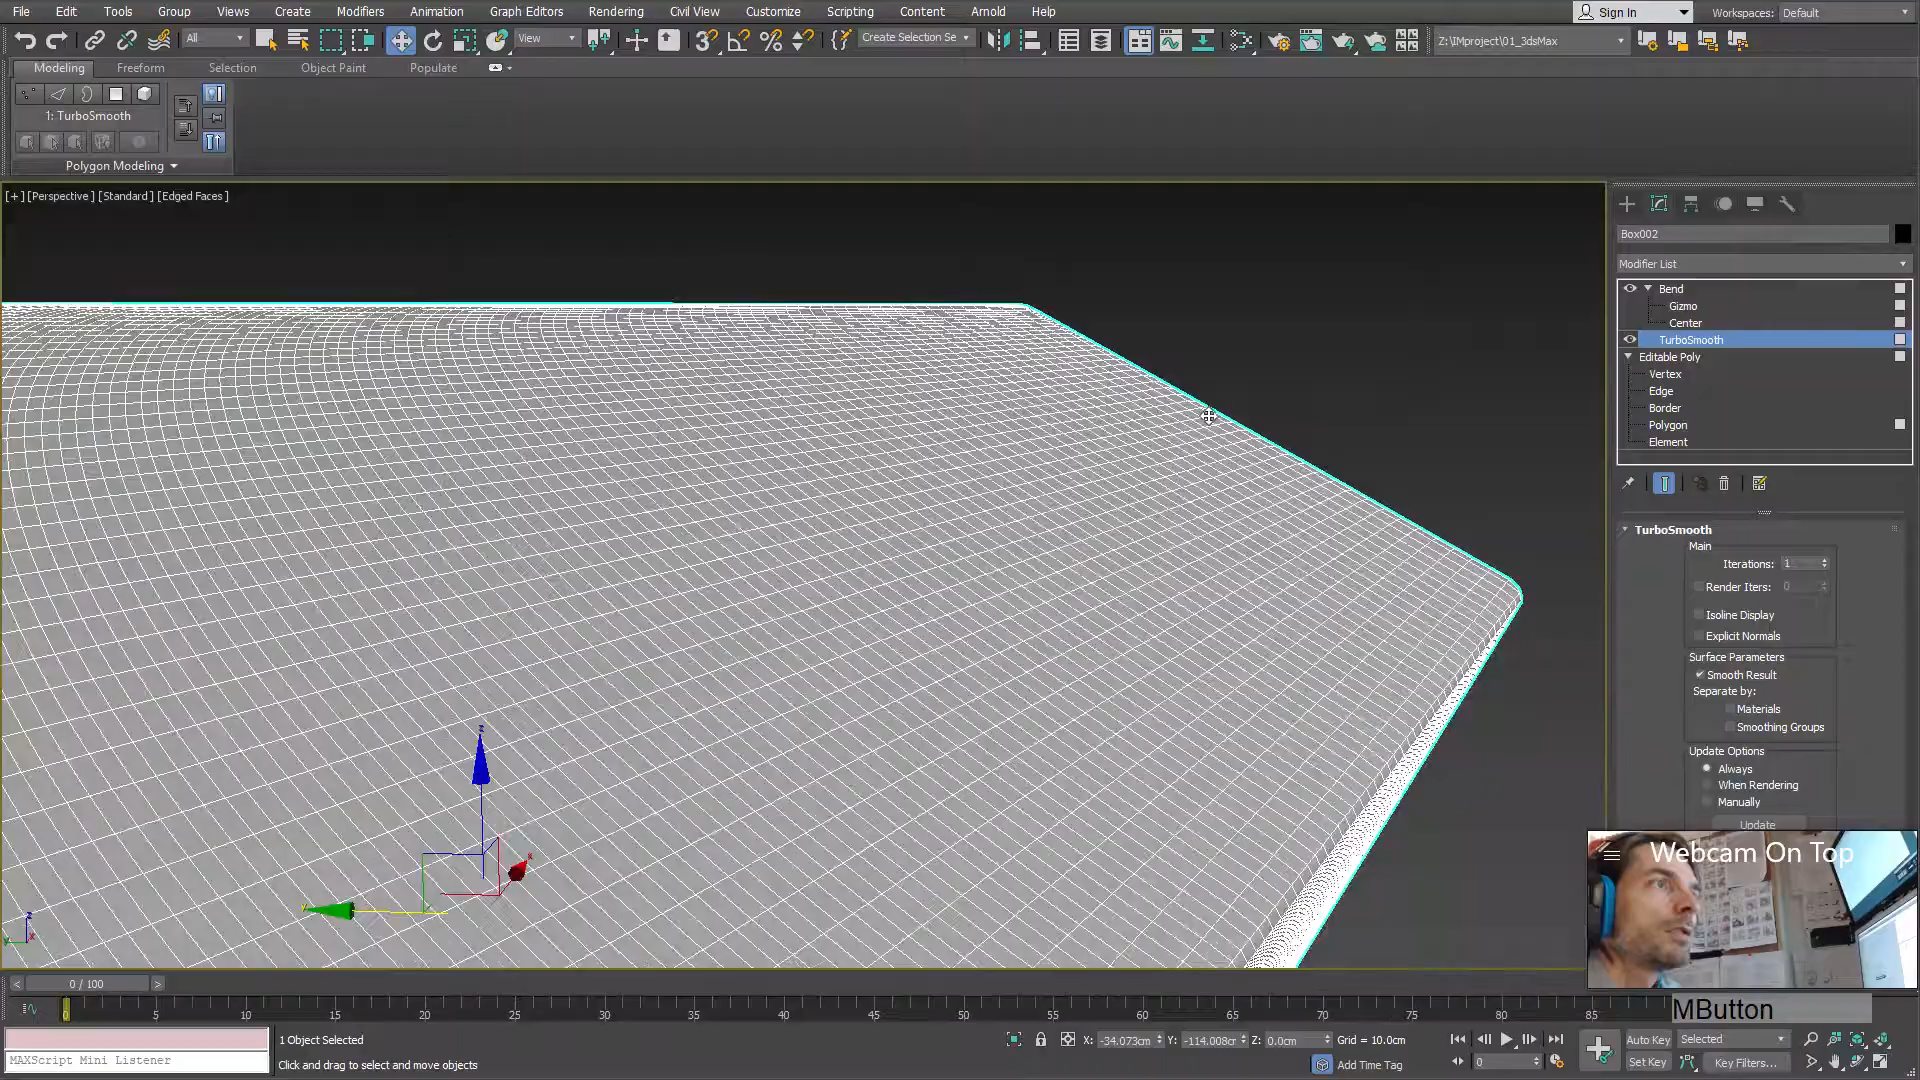 File Edit Tools Group Views Create Modifiers Animation Graph Editors Rendering Civil View Customize Scripting Content Arnold Help Sign In Workspaces: Default
All View Create Selection Se Z:\IMproject\01_3dsMax
Modeling Freeform Selection Object Paint Populate
1: TurboSmooth
Polygon Modeling
[+] [Perspective ] [Standard ] [Edged Faces ]
Box002
Modifier List
Bend
Gizmo
Center
TurboSmooth
Editable Poly
Vertex
Edge
Border
Polygon
Element
TurboSmooth
Main
Iterations: 1
Render Iters: 0
Isoline Display
Explicit Normals
Surface Parameters
Smooth Result
Separate by:
Materials
Smoothing Groups
Update Options
Always
When Rendering
Manually
Update
Webcam On Top
z
x
y
z
x
y
< 0 / 100 >
0 5 10 15 20 25 30 35 40 45 50 55 60 65 70 75 80 85
MButton
1 Object Selected
X: -34.073cm Y: -114.008cm Z: 0.0cm Grid = 10.0cm
Auto Key Selected
MAXScript Mini Listener
Click and drag to select and move objects
Add Time Tag
0
Set Key Key Filters...